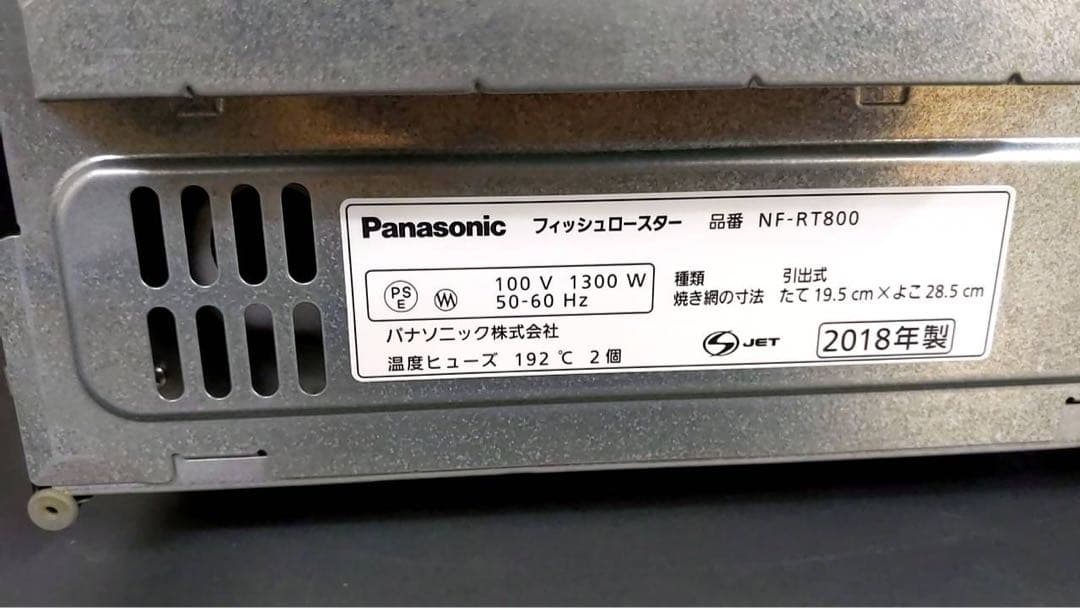 Panasonic フィッシュロースター 品番 NF-RT800
PS
E
100 V 1300 W
50-60 Hz
種類 引出式
焼き網の寸法 たて 19.5 cm×よこ 28.5 cm
パナソニック株式会社
温度ヒューズ 192 ℃ 2 個
S JET
2018年製